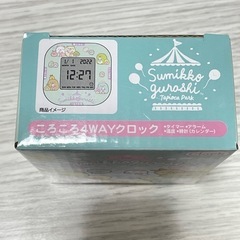 1/1 2022
12:27
商品イメージ
Sumikko
gurashi
Tapioca Park
ころころ4WAYクロック
•タイマー •アラーム
•温度 •時計(カレンダー)